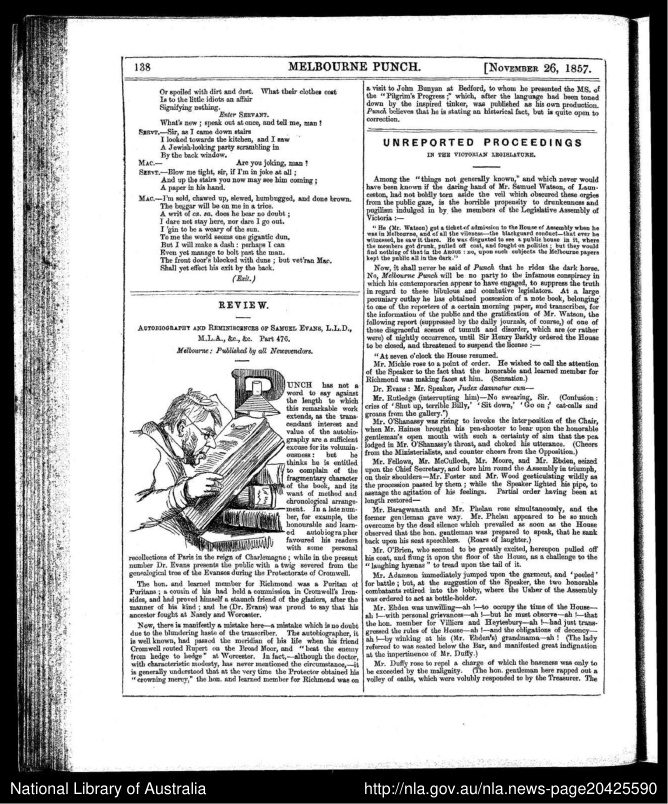 138
MELBOURNE PUNCH.
[NOVEMBER 26, 1857.
Or spoiled with dirt and dust. What their clothes cost
Is to the little idiots an affair
Signifying nothing.
Enter SERVANT.
What's new; speak out at once, and tell me, man!
SERVT.—Sir, as I came down stairs
I looked towards the kitchen, and I saw
A Jewish-looking party scrambling in
By the back window.
MAC.— Are you joking, man?
SERVT.—Blow me tight, sir, if I'm in joke at all;
And up the stairs you now may see him coming;
A paper in his hand.
MAC.—I'm sold, chawed up, slewed, humbugged, and done brown.
The beggar will be on me in a trice.
A writ of ca. sa. does he bear no doubt;
I dare not stay here, nor dare I go out.
I 'gin to be a weary of the sun.
To me the world seems one gigantic dun,
But I will make a dash: perhaps I can
Even yet manage to bolt past the man.
The front door's blocked with duns; but vet'ran Mac.
Shall yet effect his exit by the back.
(Exit.)
REVIEW.
AUTOBIOGRAPHY AND REMINISCENCES OF SAMUEL EVANS, L.L.D.,
M.L.A., &c., &c. Part 476.
Melbourne: Published by all Newsvendors.
PUNCH has not a
word to say against
the length to which
this remarkable work
extends, as the trans-
cendant interest and
value of the autobio-
graphy are a sufficient
excuse for its volumin-
ousness: but he
thinks he is entitled
to complain of the
fragmentary character
of the book, and its
want of method and
chronological arrange-
ment. In a late num-
ber, for example, the
honourable and learn-
ed autobiographer
favoured his readers
with some personal
recollections of Paris in the reign of Charlemagne; while in the present
number Dr. Evans presents the public with a twig severed from the
genealogical tree of the Evanses during the Protectorate of Cromwell.
The hon. and learned member for Richmond was a Puritan of
Puritans; a cousin of his had held a commission in Cromwell's Iron-
sides, and had proved himself a staunch friend of the glaziers, after the
manner of his kind; and he (Dr. Evans) was proud to say that his
ancestor fought at Nasely and Worcester.
Now, there is manifestly a mistake here—a mistake which is no doubt
due to the blundering haste of the transcriber. The autobiographer, it
is well known, had passed the meridian of his life when his friend
Cromwell routed Rupert on the Broad Moor, and "beat the enemy
from hedge to hedge" at Worcester. In fact,—although the doctor,
with characteristic modesty, has never mentioned the circumstance,—it
is generally understood that at the very time the Protector obtained his
"crowning mercy," the hon. and learned member for Richmond was on
a visit to John Bunyan at Bedford, to whom he presented the MS. of
the "Pilgrim's Progress;" which, after the language had been toned
down by the inspired tinker, was published as his own production.
Punch believes that he is stating an historical fact, but is quite open to
correction.
UNREPORTED PROCEEDINGS
IN THE VICTORIAN LEGISLATURE.
Among the "things not generally known," and which never would
have been known if the daring hand of Mr. Samuel Watson, of Laun-
ceston, had not boldly torn aside the veil which obscured these orgies
from the public gaze, is the horrible propensity to drunkenness and
pugilism indulged in by the members of the Legislative Assembly of
Victoria:—
"He (Mr. Watson) got a ticket of admission to the House of Assembly when he
was in Melbourne, and of all the vileness—the blackguard conduct—that ever he
witnessed, he saw it there. He was disgusted to see a public house in it, where
the members got drunk, pulled off coat, and fought on politics; but they would
find nothing of that in the ARGUS: no, upon such subjects the Melbourne papers
kept the public all in the dark."
Now, it shall never be said of Punch that he rides the dark horse.
No, Melbourne Punch will be no party to the infamous conspiracy in
which his contemporaries appear to have engaged, to suppress the truth
in regard to these bibulous and combative legislators. At a large
pecuniary outlay he has obtained possession of a note book, belonging
to one of the reporters of a certain morning paper, and transcribes, for
the information of the public and the gratification of Mr. Watson, the
following report (suppressed by the daily journals, of course,) of one of
those disgraceful scenes of tumult and disorder, which are (or rather
were) of nightly occurrence, until Sir Henry Barkly ordered the House
to be closed, and threatened to suspend the license:—
"At seven o'clock the House resumed.
Mr. Michie rose to a point of order. He wished to call the attention
of the Speaker to the fact that the honorable and learned member for
Richmond was making faces at him. (Sensation.)
Dr. Evans: Mr. Speaker, Judex damnatur cum—
Mr. Rutledge (interrupting him)—No swearing, Sir. (Confusion:
cries of 'Shut up, terrible Billy,' 'Sit down,' 'Go on;' cat-calls and
groans from the gallery.")
Mr. O'Shanassy was rising to invoke the interposition of the Chair,
when Mr. Haines brought his pea-shooter to bear upon the honorable
gentleman's open mouth with such a certainty of aim that the pea
lodged in Mr. O'Shanassy's throat, and choked his utterance. (Cheers
from the Ministerialists, and counter cheers from the Opposition.)
Mr. Fellows, Mr. McCulloch, Mr. Moore, and Mr. Ebden, seized
upon the Chief Secretary, and bore him round the Assembly in triumph,
on their shoulders—Mr. Foster and Mr. Wood gesticulating wildly as
the procession passed by them; while the Speaker lighted his pipe, to
assuage the agitation of his feelings. Partial order having been at
length restored—
Mr. Baragwanath and Mr. Phelan rose simultaneously, and the
former gentleman gave way. Mr. Phelan appeared to be so much
overcome by the dead silence which prevailed as soon as the House
observed that the hon. gentleman was prepared to speak, that he sank
back upon his seat speechless. (Roars of laughter.)
Mr. O'Brien, who seemed to be greatly excited, hereupon pulled off
his coat, and flung it upon the floor of the House, as a challenge to the
"laughing hyenas" to tread upon the tail of it.
Mr. Adamson immediately jumped upon the garment, and 'peeled'
for battle; but, at the suggestion of the Speaker, the two honorable
combatants retired into the lobby, where the Usher of the Assembly
was ordered to act as bottle-holder.
Mr. Ebden was unwilling—ah!—to occupy the time of the House—
ah!—with personal grievances—ah!—but he must observe—ah!—that
the hon. member for Villiers and Heytesbury—ah!—had just trans-
gressed the rules of the House—ah!—and the obligations of decency—
ah!—by winking at his (Mr. Ebden's) grandmama—ah! (The lady
referred to was seated below the Bar, and manifested great indignation
at the impertinence of Mr. Duffy.)
Mr. Duffy rose to repel a charge of which the baseness was only to
be exceeded by the malignity. (The hon. gentleman here rapped out a
volley of oaths, which were volubly responded to by the Treasurer. The
National Library of Australia
http://nla.gov.au/nla.news-page20425590